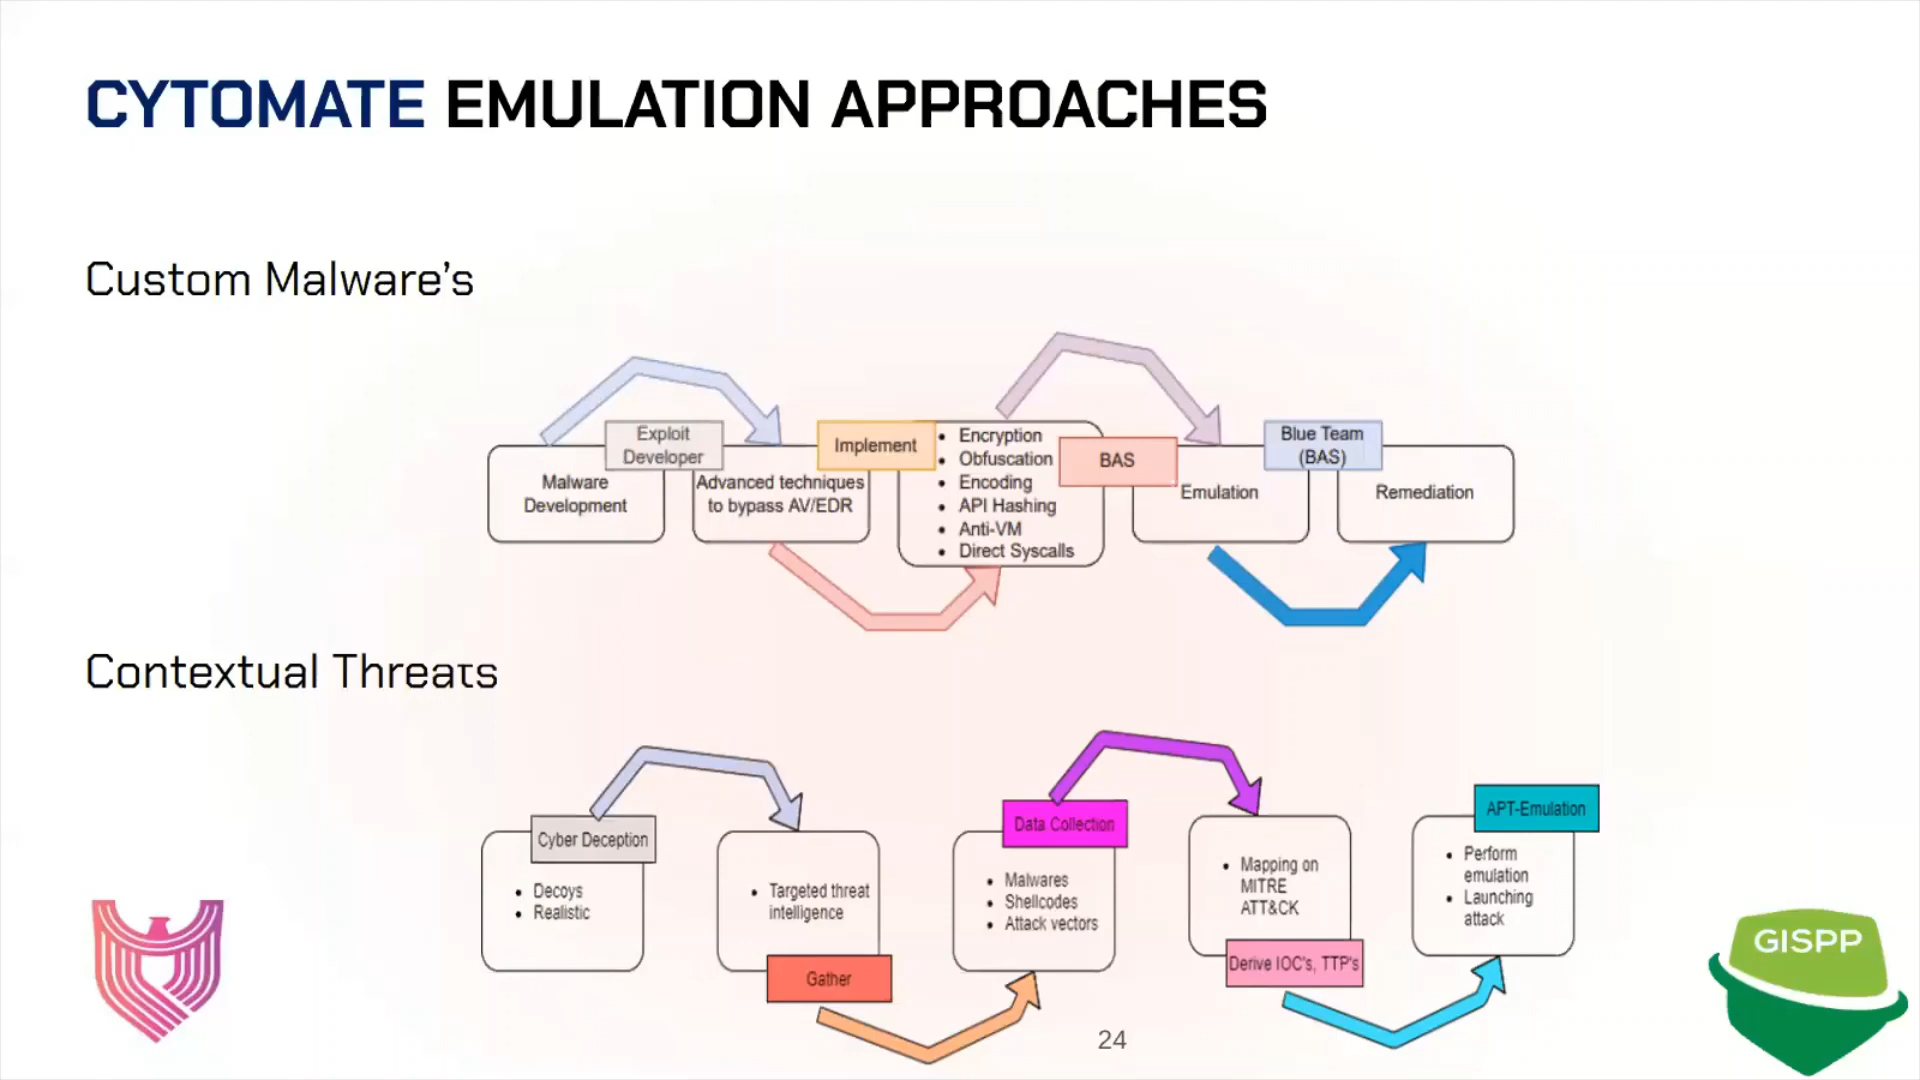 CYTOMATE EMULATION APPROACHES
Custom Malware's
Exploit
Developer
Malware
Development
Advanced techniques
to bypass AV/EDR
Implement
• Encryption
• Obfuscation
• Encoding
• API Hashing
• Anti-VM
• Direct Syscalls
BAS
Emulation
Blue Team
(BAS)
Remediation
Contextual Threats
Cyber Deception
• Decoys
• Realistic
• Targeted threat
intelligence
Gather
Data Collection
• Malwares
• Shellcodes
• Attack vectors
• Mapping on
MITRE
ATT&CK
Derive IOC's, TTP's
APT-Emulation
• Perform
emulation
• Launching
attack
GISPP
24